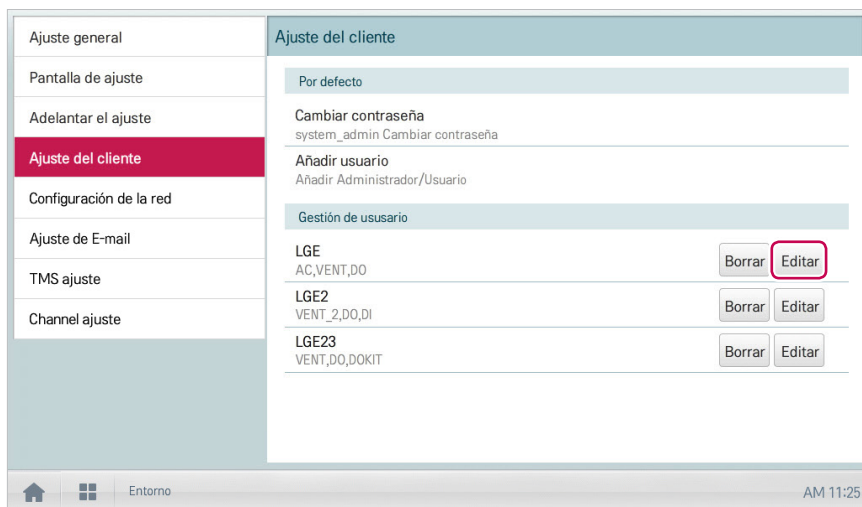 Ajuste general
Pantalla de ajuste
Adelantar el ajuste
Ajuste del cliente
Configuración de la red
Ajuste de E-mail
TMS ajuste
Channel ajuste
Ajuste del cliente
Por defecto
Cambiar contraseña
system_admin Cambiar contraseña
Añadir usuario
Añadir Administrador/Usuario
Gestión de ususario
LGE
AC,VENT,DO
Borrar Editar
LGE2
VENT_2,DO,DI
Borrar Editar
LGE23
VENT,DO,DOKIT
Borrar Editar
Entorno
AM 11:25